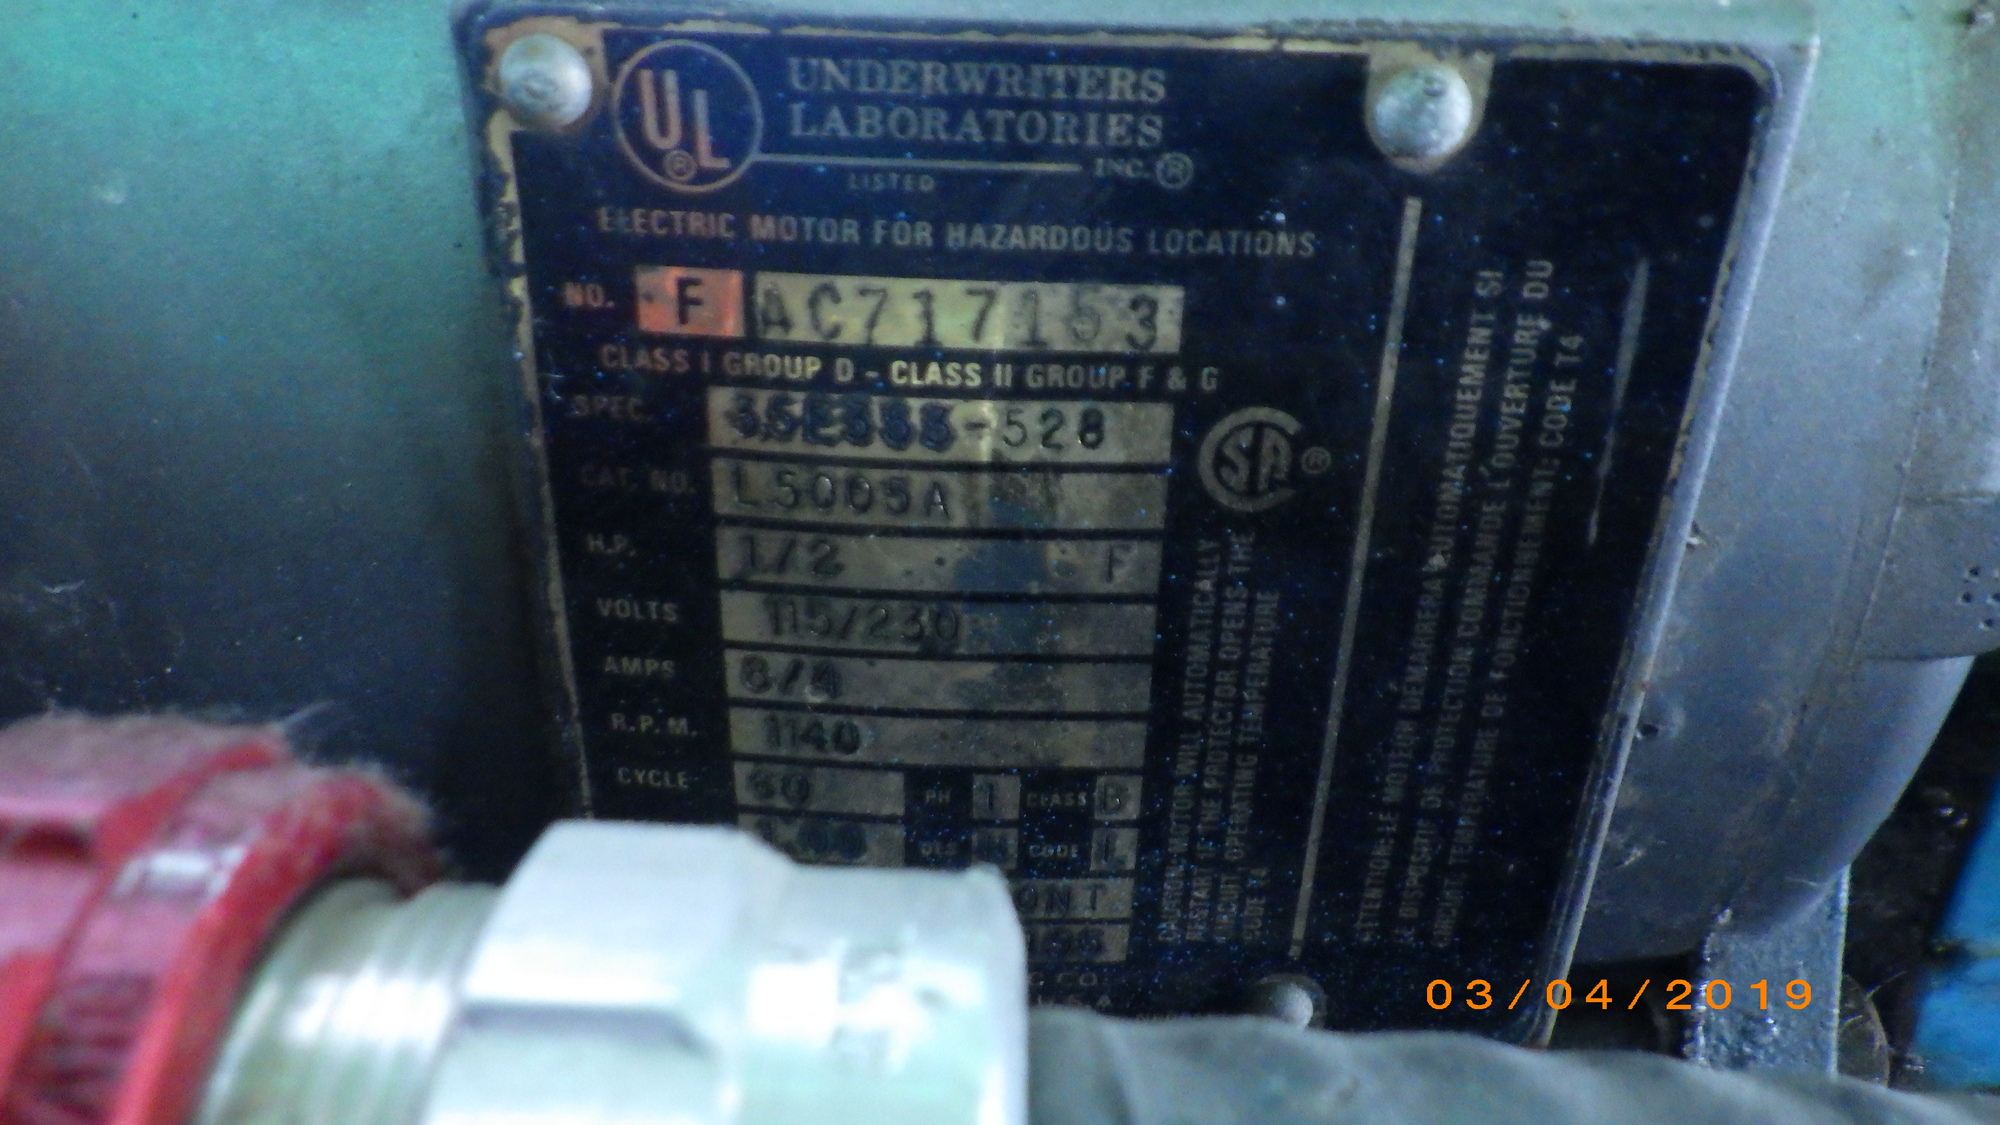 UL®
UNDERWRITERS
LABORATORIES
INC.®
LISTED
ELECTRIC MOTOR FOR HAZARDOUS LOCATIONS
NO. F AC717153
CLASS I GROUP D - CLASS II GROUP F & G
SPEC. -528
CAT. NO. L5005A
H.P. 1/2 F
VOLTS 115/230
AMPS 8/4
R.P.M. 1140
CYCLE 60 PH 1 CLASS B
CODE
ONT
CO
U.S.A
SA ®
CAUTION: MOTOR WILL AUTOMATICALLY
RESTART IF THE PROTECTOR OPENS THE
CIRCUIT, OPERATING TEMPERATURE
CODE T4
ATTENTION: LE MOTEUR DEMARRERA AUTOMATIQUEMENT SI
LE DISPOSITIF DE PROTECTION COMMANDE L'OUVERTURE DU
CIRCUIT, TEMPERATURE DE FONCTIONNEMENT: CODE T4
03/04/2019